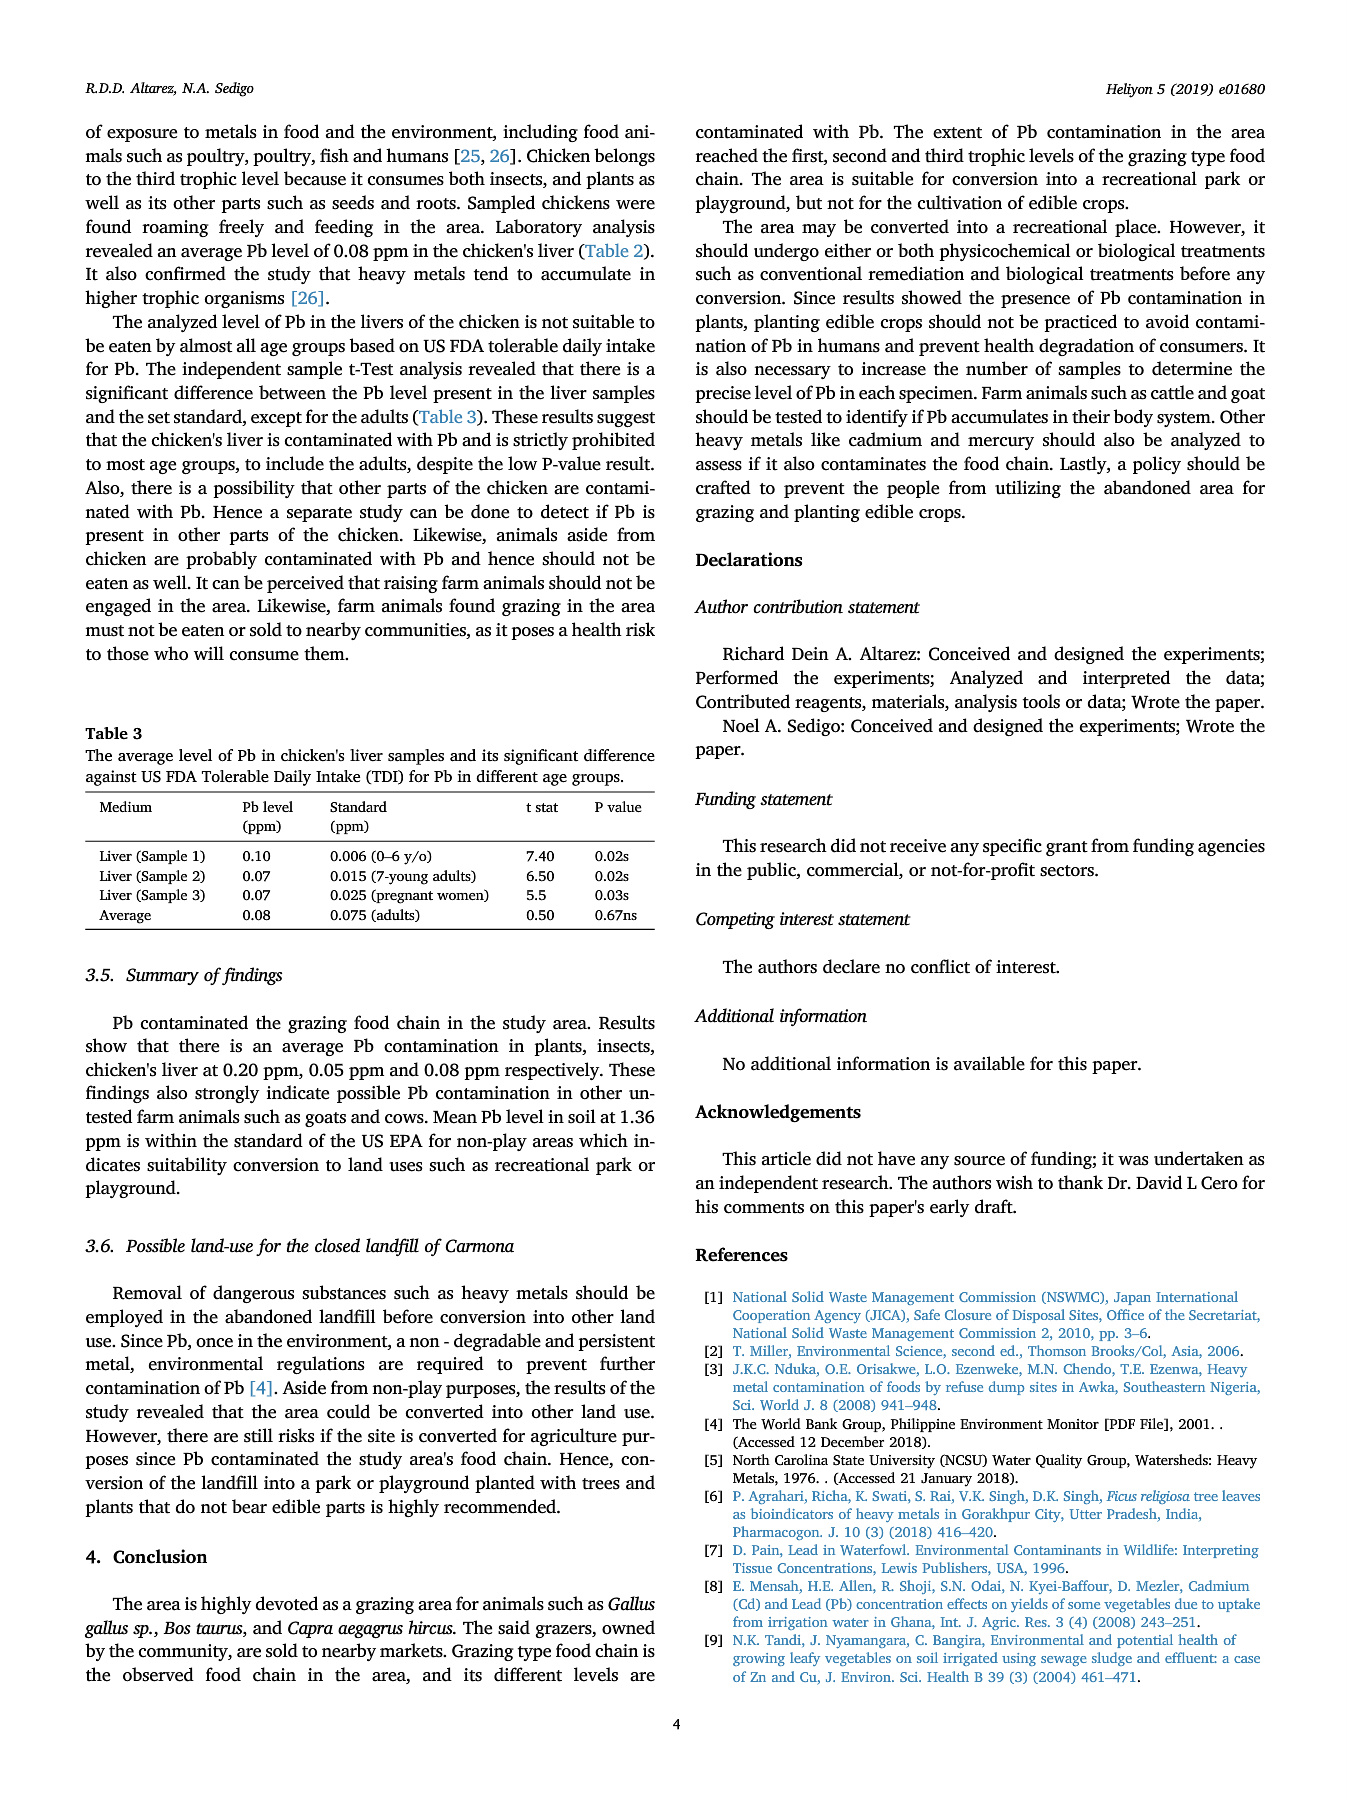 R.D.D. Altarez, N.A. Sedigo
Heliyon 5 (2019) e01680
of exposure to metals in food and the environment, including food ani-
mals such as poultry, poultry, fish and humans [25, 26]. Chicken belongs
to the third trophic level because it consumes both insects, and plants as
well as its other parts such as seeds and roots. Sampled chickens were
found roaming freely and feeding in the area. Laboratory analysis
revealed an average Pb level of 0.08 ppm in the chicken's liver (Table 2).
It also confirmed the study that heavy metals tend to accumulate in
higher trophic organisms [26].
The analyzed level of Pb in the livers of the chicken is not suitable to
be eaten by almost all age groups based on US FDA tolerable daily intake
for Pb. The independent sample t-Test analysis revealed that there is a
significant difference between the Pb level present in the liver samples
and the set standard, except for the adults (Table 3). These results suggest
that the chicken's liver is contaminated with Pb and is strictly prohibited
to most age groups, to include the adults, despite the low P-value result.
Also, there is a possibility that other parts of the chicken are contami-
nated with Pb. Hence a separate study can be done to detect if Pb is
present in other parts of the chicken. Likewise, animals aside from
chicken are probably contaminated with Pb and hence should not be
eaten as well. It can be perceived that raising farm animals should not be
engaged in the area. Likewise, farm animals found grazing in the area
must not be eaten or sold to nearby communities, as it poses a health risk
to those who will consume them.
Table 3
The average level of Pb in chicken's liver samples and its significant difference
against US FDA Tolerable Daily Intake (TDI) for Pb in different age groups.
Medium Pb level Standard t stat P value
(ppm) (ppm)
Liver (Sample 1) 0.10 0.006 (0–6 y/o) 7.40 0.02s
Liver (Sample 2) 0.07 0.015 (7-young adults) 6.50 0.02s
Liver (Sample 3) 0.07 0.025 (pregnant women) 5.5 0.03s
Average 0.08 0.075 (adults) 0.50 0.67ns
3.5. Summary of findings
Pb contaminated the grazing food chain in the study area. Results
show that there is an average Pb contamination in plants, insects,
chicken's liver at 0.20 ppm, 0.05 ppm and 0.08 ppm respectively. These
findings also strongly indicate possible Pb contamination in other un-
tested farm animals such as goats and cows. Mean Pb level in soil at 1.36
ppm is within the standard of the US EPA for non-play areas which in-
dicates suitability conversion to land uses such as recreational park or
playground.
3.6. Possible land-use for the closed landfill of Carmona
Removal of dangerous substances such as heavy metals should be
employed in the abandoned landfill before conversion into other land
use. Since Pb, once in the environment, a non - degradable and persistent
metal, environmental regulations are required to prevent further
contamination of Pb [4]. Aside from non-play purposes, the results of the
study revealed that the area could be converted into other land use.
However, there are still risks if the site is converted for agriculture pur-
poses since Pb contaminated the study area's food chain. Hence, con-
version of the landfill into a park or playground planted with trees and
plants that do not bear edible parts is highly recommended.
4. Conclusion
The area is highly devoted as a grazing area for animals such as Gallus
gallus sp., Bos taurus, and Capra aegagrus hircus. The said grazers, owned
by the community, are sold to nearby markets. Grazing type food chain is
the observed food chain in the area, and its different levels are
contaminated with Pb. The extent of Pb contamination in the area
reached the first, second and third trophic levels of the grazing type food
chain. The area is suitable for conversion into a recreational park or
playground, but not for the cultivation of edible crops.
The area may be converted into a recreational place. However, it
should undergo either or both physicochemical or biological treatments
such as conventional remediation and biological treatments before any
conversion. Since results showed the presence of Pb contamination in
plants, planting edible crops should not be practiced to avoid contami-
nation of Pb in humans and prevent health degradation of consumers. It
is also necessary to increase the number of samples to determine the
precise level of Pb in each specimen. Farm animals such as cattle and goat
should be tested to identify if Pb accumulates in their body system. Other
heavy metals like cadmium and mercury should also be analyzed to
assess if it also contaminates the food chain. Lastly, a policy should be
crafted to prevent the people from utilizing the abandoned area for
grazing and planting edible crops.
Declarations
Author contribution statement
Richard Dein A. Altarez: Conceived and designed the experiments;
Performed the experiments; Analyzed and interpreted the data;
Contributed reagents, materials, analysis tools or data; Wrote the paper.
Noel A. Sedigo: Conceived and designed the experiments; Wrote the
paper.
Funding statement
This research did not receive any specific grant from funding agencies
in the public, commercial, or not-for-profit sectors.
Competing interest statement
The authors declare no conflict of interest.
Additional information
No additional information is available for this paper.
Acknowledgements
This article did not have any source of funding; it was undertaken as
an independent research. The authors wish to thank Dr. David L Cero for
his comments on this paper's early draft.
References
[1] National Solid Waste Management Commission (NSWMC), Japan International
Cooperation Agency (JICA), Safe Closure of Disposal Sites, Office of the Secretariat,
National Solid Waste Management Commission 2, 2010, pp. 3–6.
[2] T. Miller, Environmental Science, second ed., Thomson Brooks/Col, Asia, 2006.
[3] J.K.C. Nduka, O.E. Orisakwe, L.O. Ezenweke, M.N. Chendo, T.E. Ezenwa, Heavy
metal contamination of foods by refuse dump sites in Awka, Southeastern Nigeria,
Sci. World J. 8 (2008) 941–948.
[4] The World Bank Group, Philippine Environment Monitor [PDF File], 2001. .
(Accessed 12 December 2018).
[5] North Carolina State University (NCSU) Water Quality Group, Watersheds: Heavy
Metals, 1976. . (Accessed 21 January 2018).
[6] P. Agrahari, Richa, K. Swati, S. Rai, V.K. Singh, D.K. Singh, Ficus religiosa tree leaves
as bioindicators of heavy metals in Gorakhpur City, Utter Pradesh, India,
Pharmacogon. J. 10 (3) (2018) 416–420.
[7] D. Pain, Lead in Waterfowl. Environmental Contaminants in Wildlife: Interpreting
Tissue Concentrations, Lewis Publishers, USA, 1996.
[8] E. Mensah, H.E. Allen, R. Shoji, S.N. Odai, N. Kyei-Baffour, D. Mezler, Cadmium
(Cd) and Lead (Pb) concentration effects on yields of some vegetables due to uptake
from irrigation water in Ghana, Int. J. Agric. Res. 3 (4) (2008) 243–251.
[9] N.K. Tandi, J. Nyamangara, C. Bangira, Environmental and potential health of
growing leafy vegetables on soil irrigated using sewage sludge and effluent: a case
of Zn and Cu, J. Environ. Sci. Health B 39 (3) (2004) 461–471.
4